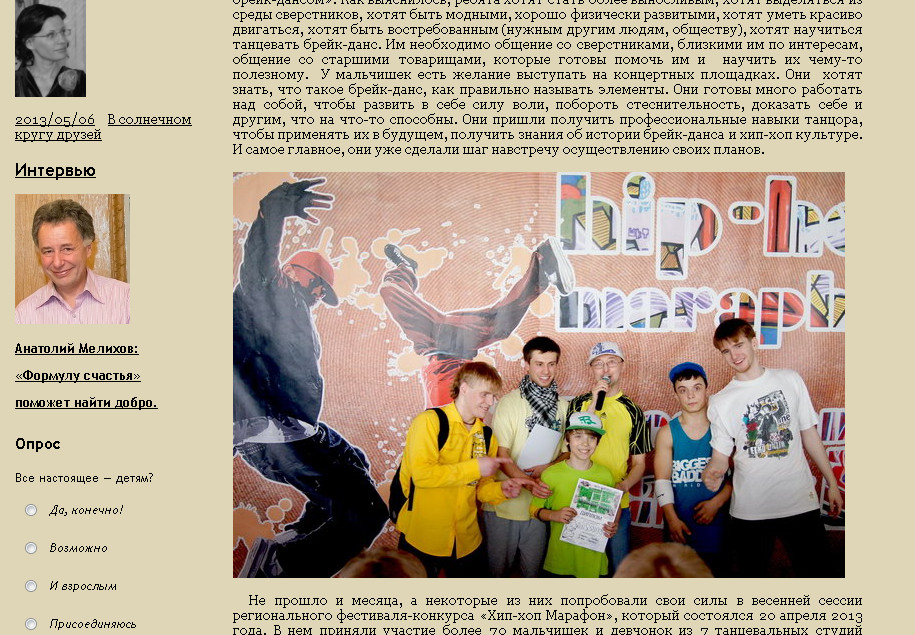 2013/05/06 В солнечном
кругу друзей
Интервью
Анатолий Мелихов:
«Формулу счастья»
поможет найти добро.
Опрос
Все настоящее – детям?
Да, конечно!
Возможно
И взрослым
Присоединяюсь
брейк-дансом». Как выяснилось, ребята хотят стать более выносливым, хотят выделяться из
среды сверстников, хотят быть модными, хорошо физически развитыми, хотят уметь красиво
двигаться, хотят быть востребованным (нужным другим людям, обществу), хотят научиться
танцевать брейк-данс. Им необходимо общение со сверстниками, близкими им по интересам,
общение со старшими товарищами, которые готовы помочь им и научить их чему-то
полезному. У мальчишек есть желание выступать на концертных площадках. Они хотят
знать, что такое брейк-данс, как правильно называть элементы. Они готовы много работать
над собой, чтобы развить в себе силу воли, побороть стеснительность, доказать себе и
другим, что на что-то способны. Они пришли получить профессиональные навыки танцора,
чтобы применять их в будущем, получить знания об истории брейк-данса и хип-хоп культуре.
И самое главное, они уже сделали шаг навстречу осуществлению своих планов.
hip-h
maraph
BIGGER
BADD
Не прошло и месяца, а некоторые из них попробовали свои силы в весенней сессии
регионального фестиваля-конкурса «Хип-хоп Марафон», который состоялся 20 апреля 2013
года. В нем приняли участие более 70 мальчишек и девчонок из 7 танцевальных студий